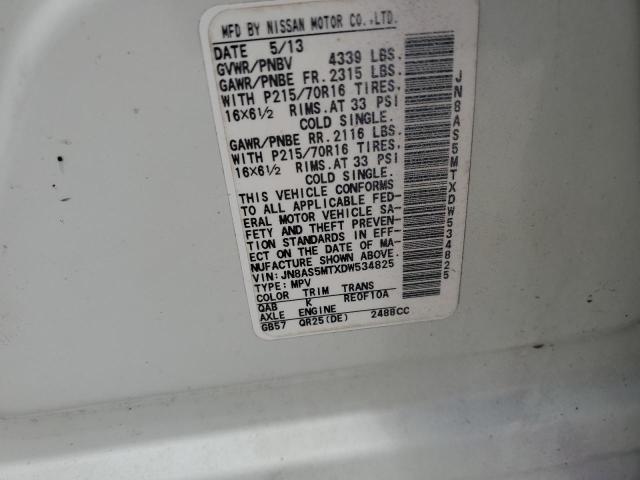 MFD BY NISSAN MOTOR CO.,LTD.
DATE 5/13
GVWR/PNBV 4339 LBS.
GAWR/PNBE FR. 2315 LBS.
WITH P215/70R16 TIRES.
16X6½ RIMS.AT 33 PSI
COLD SINGLE.
GAWR/PNBE RR. 2116 LBS.
WITH P215/70R16 TIRES.
16X6½ RIMS.AT 33 PSI
COLD SINGLE.
THIS VEHICLE CONFORMS
TO ALL APPLICABLE FED-
ERAL MOTOR VEHICLE SA-
FETY AND THEFT PREVEN-
TION STANDARDS IN EFF-
ECT ON THE DATE OF MA-
NUFACTURE SHOWN ABOVE.
VIN: JN8AS5MTXDW534825
TYPE: MPV
COLOR TRIM TRANS
QAB K RE0F10A
AXLE ENGINE
GB57 QR25(DE) 2488CC
JN8AS5MTXDW534825